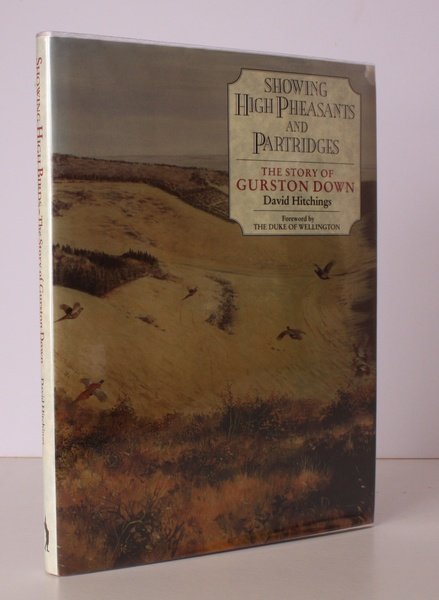 SHOWING
HIGH PHEASANTS
AND
PARTRIDGES
THE STORY OF
GURSTON DOWN
David Hitchings
Foreword by
THE DUKE OF WELLINGTON
SHOWING HIGH BIRDS – The Story of Gurston Down David Hitchings